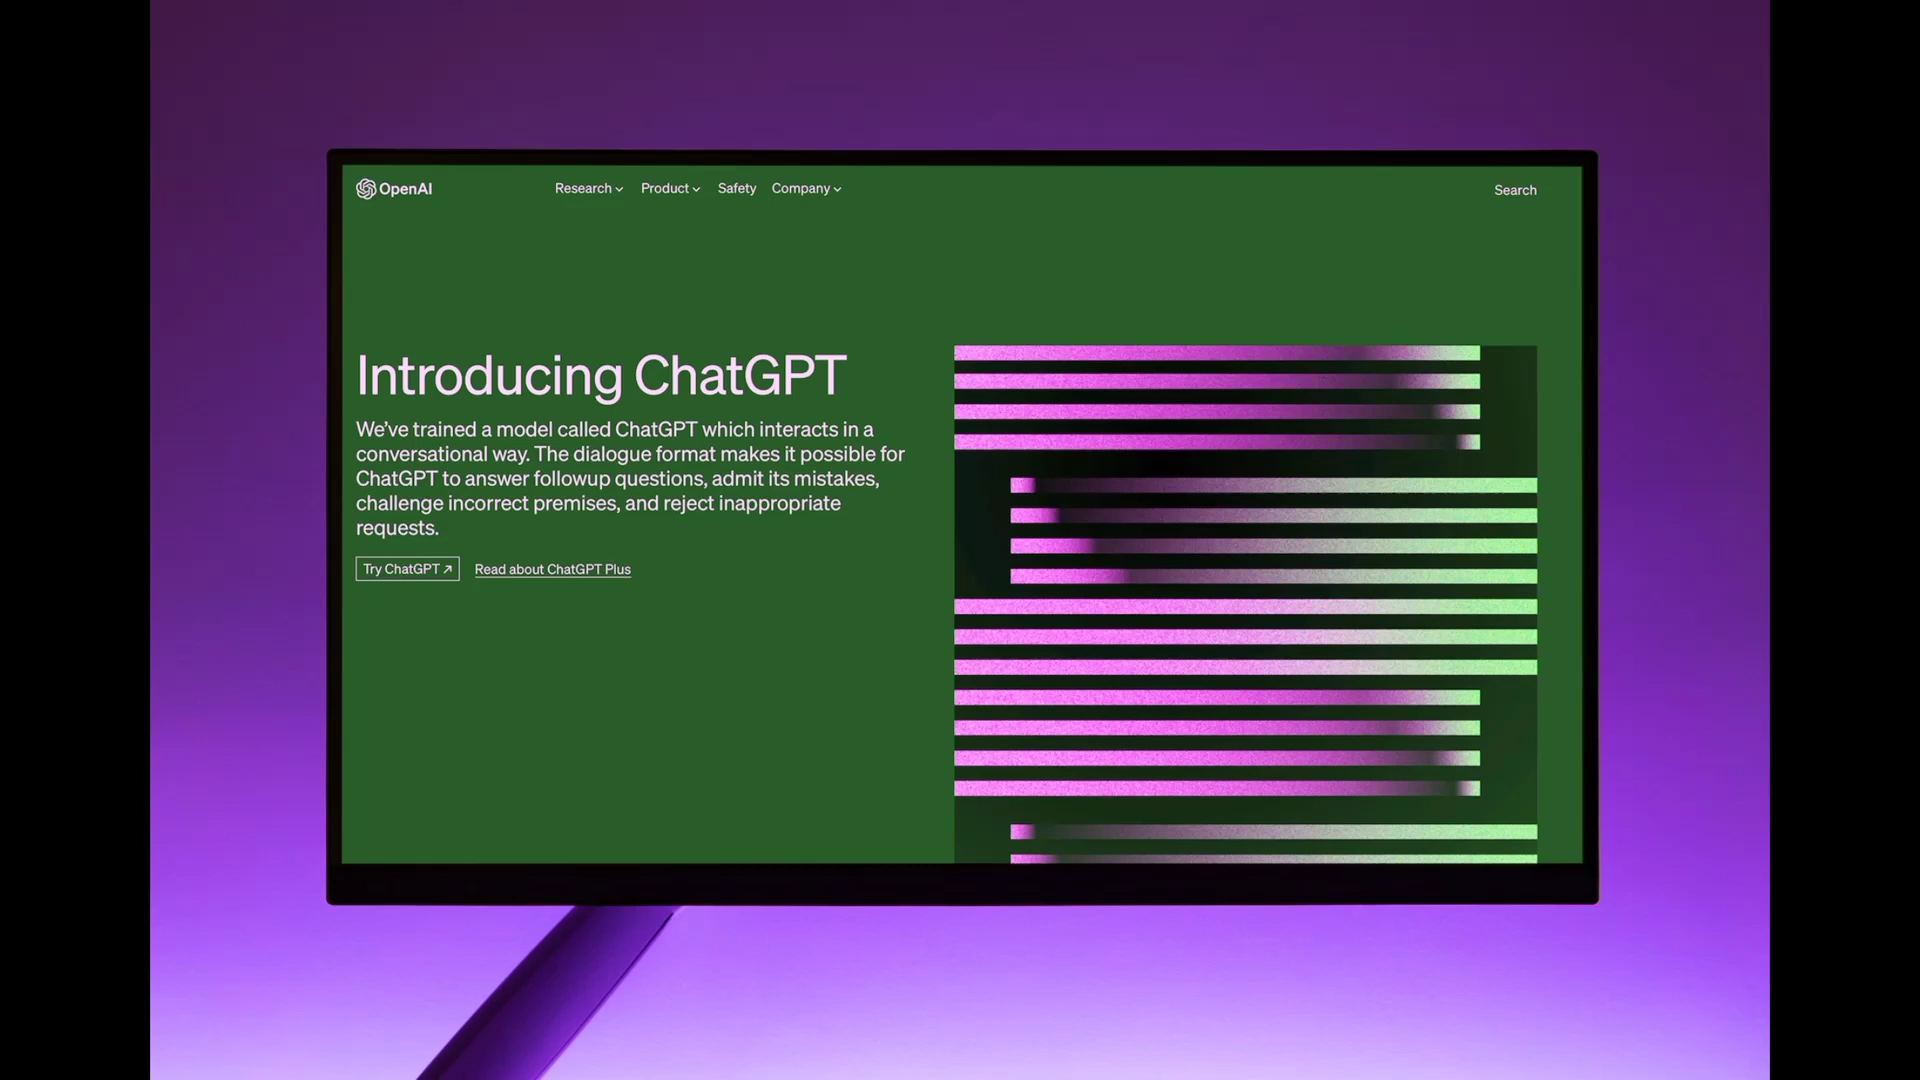 OpenAI
Research
Product
Safety
Company
Search
Introducing ChatGPT
We’ve trained a model called ChatGPT which interacts in a
conversational way. The dialogue format makes it possible for
ChatGPT to answer followup questions, admit its mistakes,
challenge incorrect premises, and reject inappropriate
requests.
Try ChatGPT ↗
Read about ChatGPT Plus